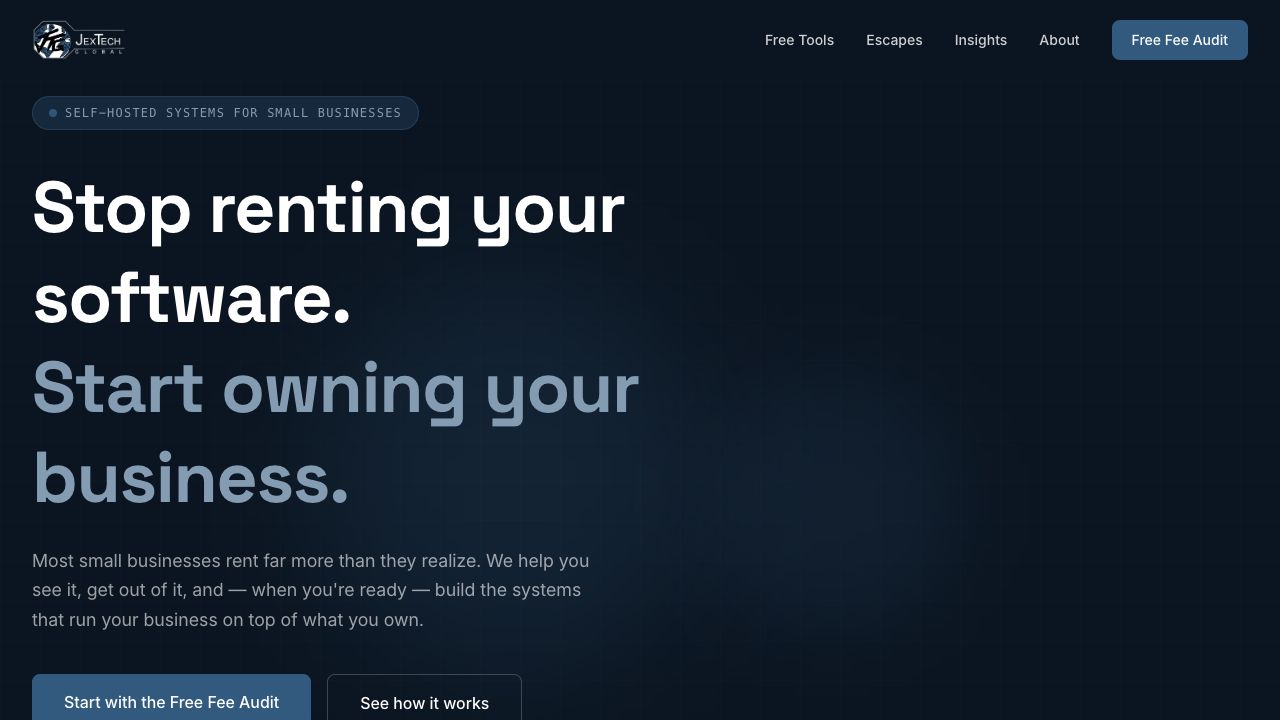 JEXTECH
GLOBAL
Free Tools
Escapes
Insights
About
Free Fee Audit
SELF-HOSTED SYSTEMS FOR SMALL BUSINESSES
Stop renting your
software.
Start owning your
business.
Most small businesses rent far more than they realize. We help you
see it, get out of it, and — when you're ready — build the systems
that run your business on top of what you own.
Start with the Free Fee Audit
See how it works